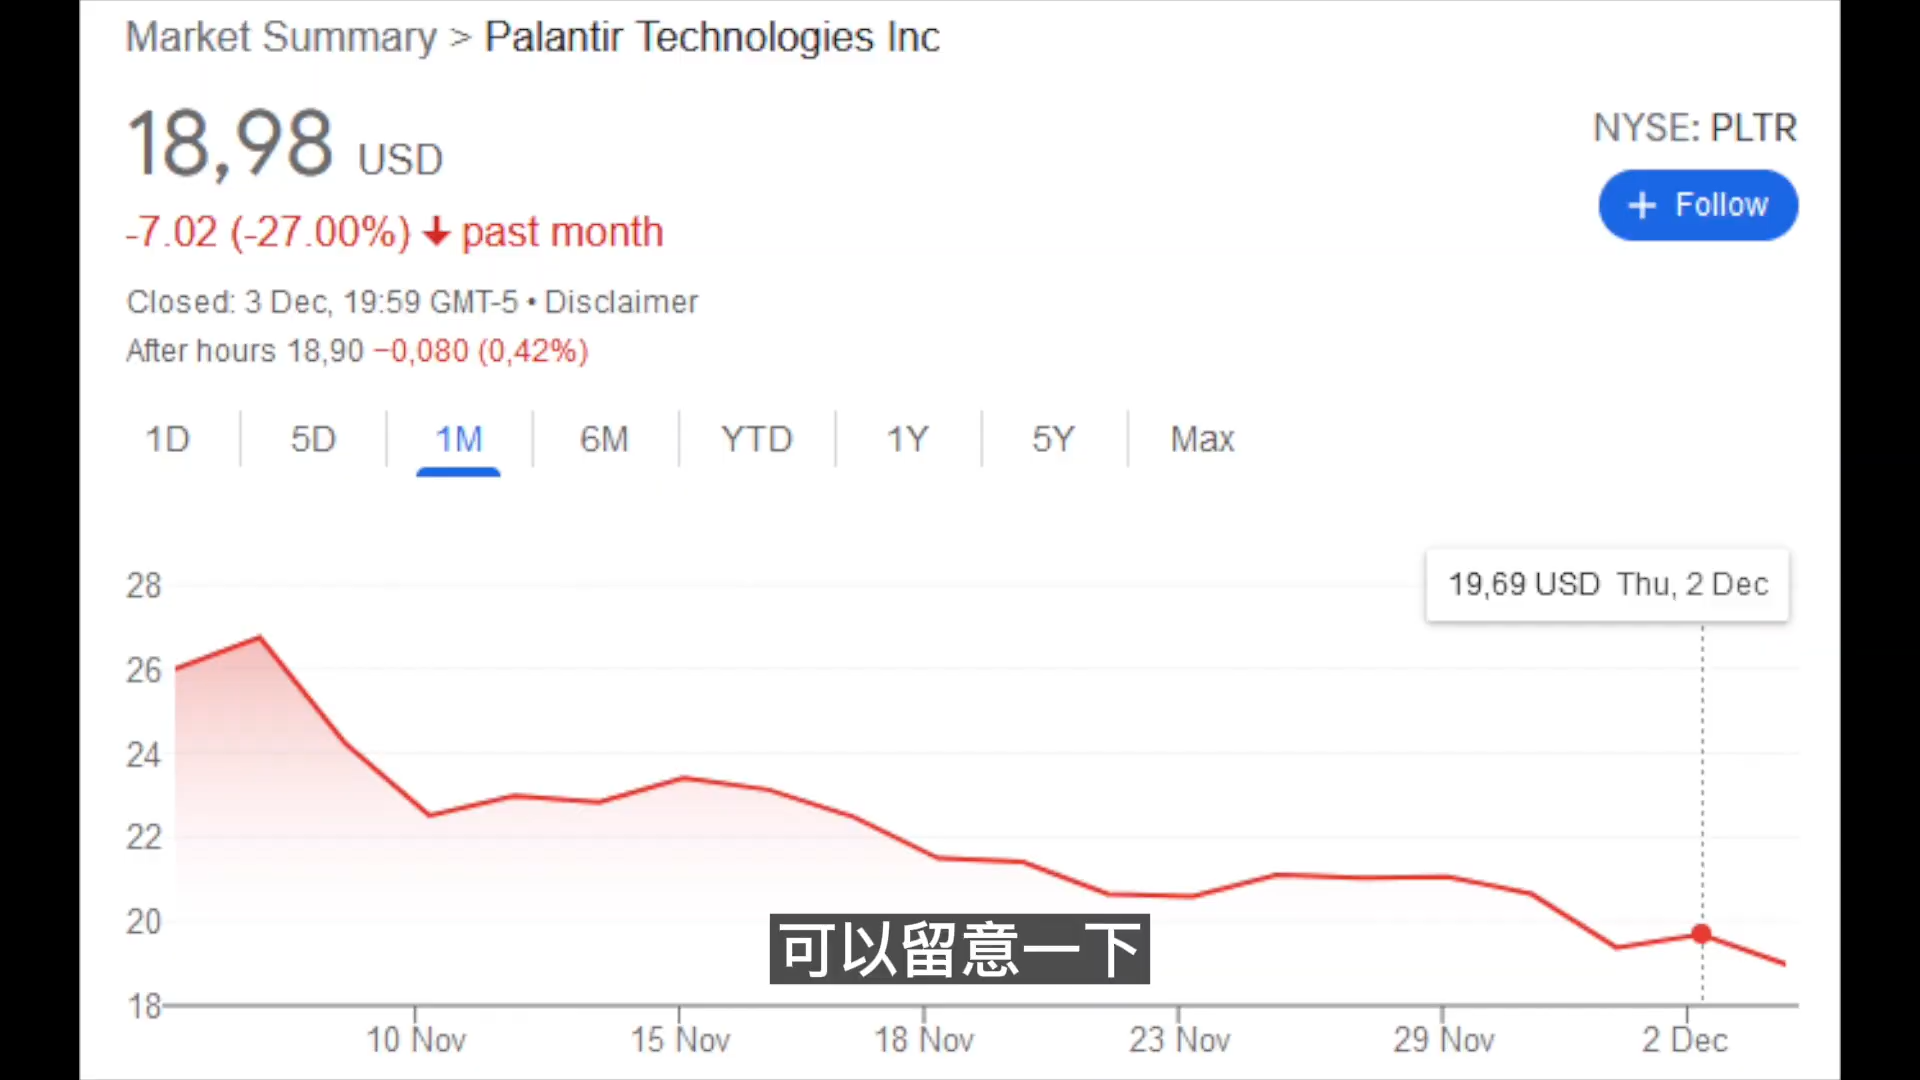 Market Summary > Palantir Technologies Inc
18,98 USD
NYSE: PLTR
+ Follow
-7.02 (-27.00%) ↓ past month
Closed: 3 Dec, 19:59 GMT-5 • Disclaimer
After hours 18,90 −0,080 (0,42%)
1D 5D 1M 6M YTD 1Y 5Y Max
19,69 USD Thu, 2 Dec
28
26
24
22
20
18
可以留意一下
10 Nov 15 Nov 18 Nov 23 Nov 29 Nov 2 Dec